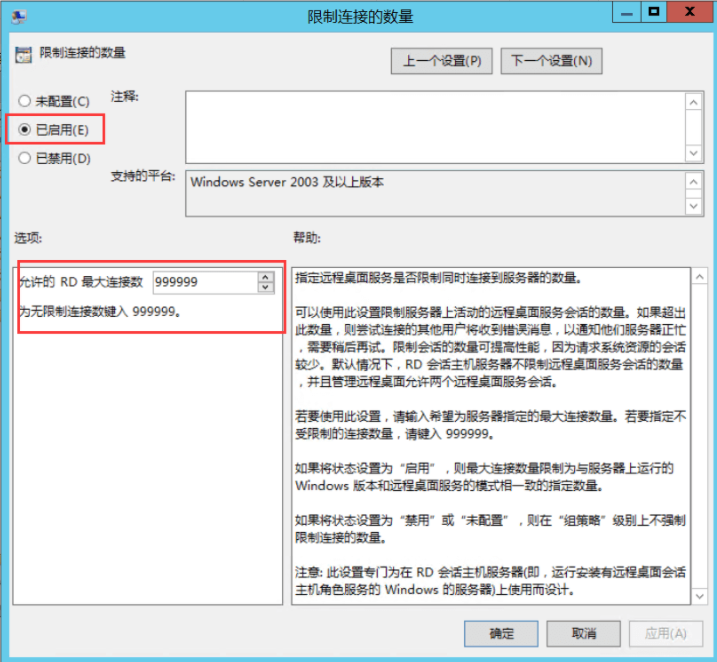 限制连接的数量
限制连接的数量
上一个设置(P)
下一个设置(N)
未配置(C)
注释:
已启用(E)
已禁用(D)
支持的平台:
Windows Server 2003 及以上版本
选项:
帮助:
允许的 RD 最大连接数
999999
为无限制连接数键入 999999。
指定远程桌面服务是否限制同时连接到服务器的数量。
可以使用此设置限制服务器上活动的远程桌面服务会话的数量。如果超出
此数量，则尝试连接的其他用户将收到错误消息，以通知他们服务器正忙
，需要稍后再试。限制会话的数量可提高性能，因为请求系统资源的会话
较少。默认情况下，RD 会话主机服务器不限制远程桌面服务会话的数量
，并且管理远程桌面允许两个远程桌面服务会话。
若要使用此设置，请输入希望为服务器指定的最大连接数量。若要指定不
受限制的连接数量，请键入 999999。
如果将状态设置为“启用”，则最大连接数量限制为与服务器上运行的
Windows 版本和远程桌面服务的模式相一致的指定数量。
如果将状态设置为“禁用”或“未配置”，则在“组策略”级别上不强制
限制连接的数量。
注意: 此设置专门为在 RD 会话主机服务器(即，运行安装有远程桌面会话
主机角色服务的 Windows 的服务器)上使用而设计。
确定
取消
应用(A)